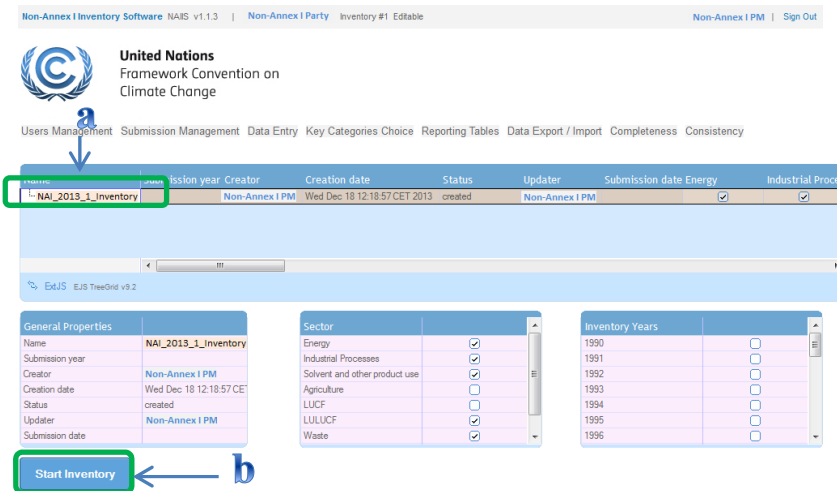 Non-Annex I Inventory Software NAIIS v1.1.3 | Non-Annex I Party Inventory #1 Editable Non-Annex I PM | Sign Out
United Nations
Framework Convention on
Climate Change
a
Users Management Submission Management Data Entry Key Categories Choice Reporting Tables Data Export / Import Completeness Consistency
Name Submission year Creator Creation date Status Updater Submission date Energy Industrial Proce
NAI_2013_1_Inventory Non-Annex I PM Wed Dec 18 12:18:57 CET 2013 created Non-Annex I PM
ExtJS EJS TreeGrid v9.2
General Properties Sector Inventory Years
Name NAI_2013_1_Inventory Energy 1990
Submission year Industrial Processes 1991
Creator Non-Annex I PM Solvent and other product use 1992
Creation date Wed Dec 18 12:18:57 CE Agriculture 1993
Status created LUCF 1994
Updater Non-Annex I PM LULUCF 1995
Submission date Waste 1996
Start Inventory b